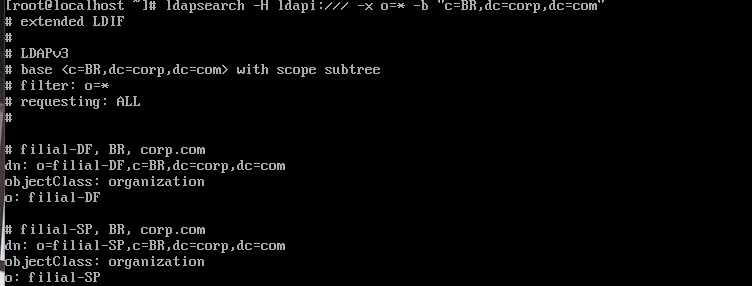 [root@localhost ~]# ldapsearch -H ldapi:/// -x o=* -b "c=BR,dc=corp,dc=com"
# extended LDIF
#
# LDAPv3
# base <c=BR,dc=corp,dc=com> with scope subtree
# filter: o=*
# requesting: ALL
#

# filial-DF, BR, corp.com
dn: o=filial-DF,c=BR,dc=corp,dc=com
objectClass: organization
o: filial-DF

# filial-SP, BR, corp.com
dn: o=filial-SP,c=BR,dc=corp,dc=com
objectClass: organization
o: filial-SP